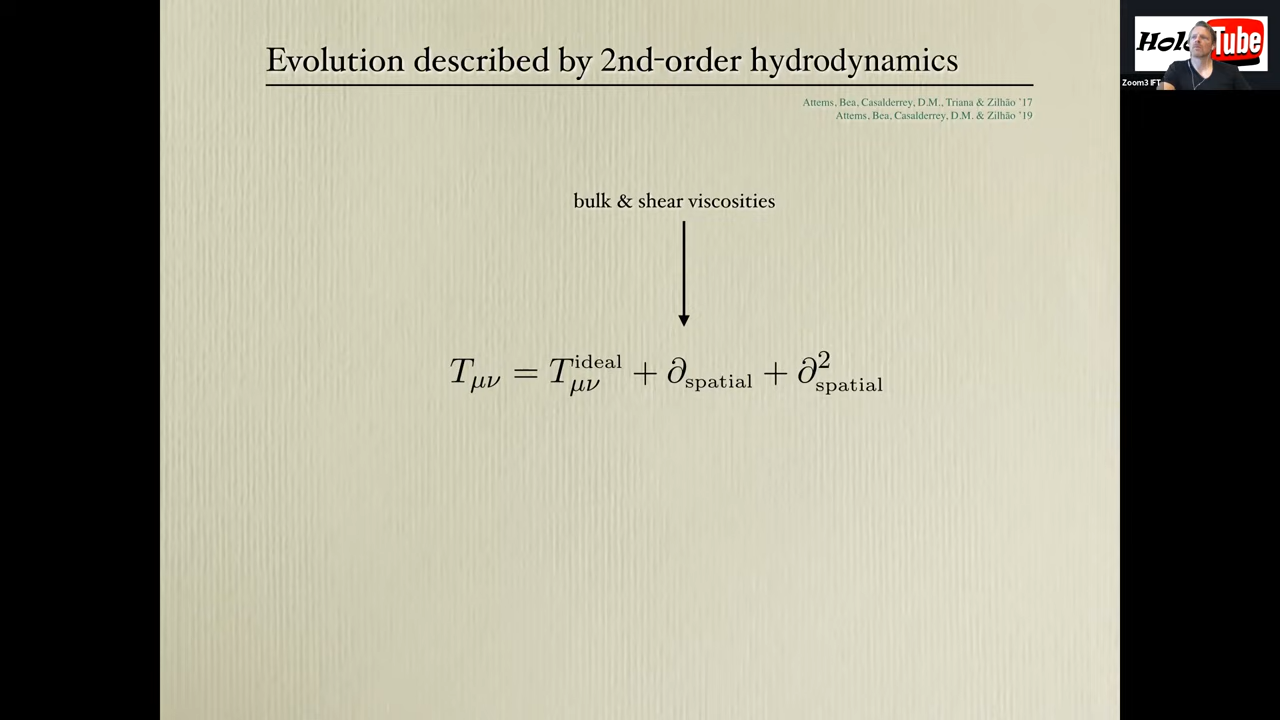 Evolution described by 2nd-order hydrodynamics
Attems, Bea, Casalderrey, D.M., Triana & Zilhão '17
Attems, Bea, Casalderrey, D.M. & Zilhão '19
bulk & shear viscosities
T_{μν} = T_{μν}^{ideal} + ∂_{spatial} + ∂^2_{spatial}
Tube
Zoom3 IFT